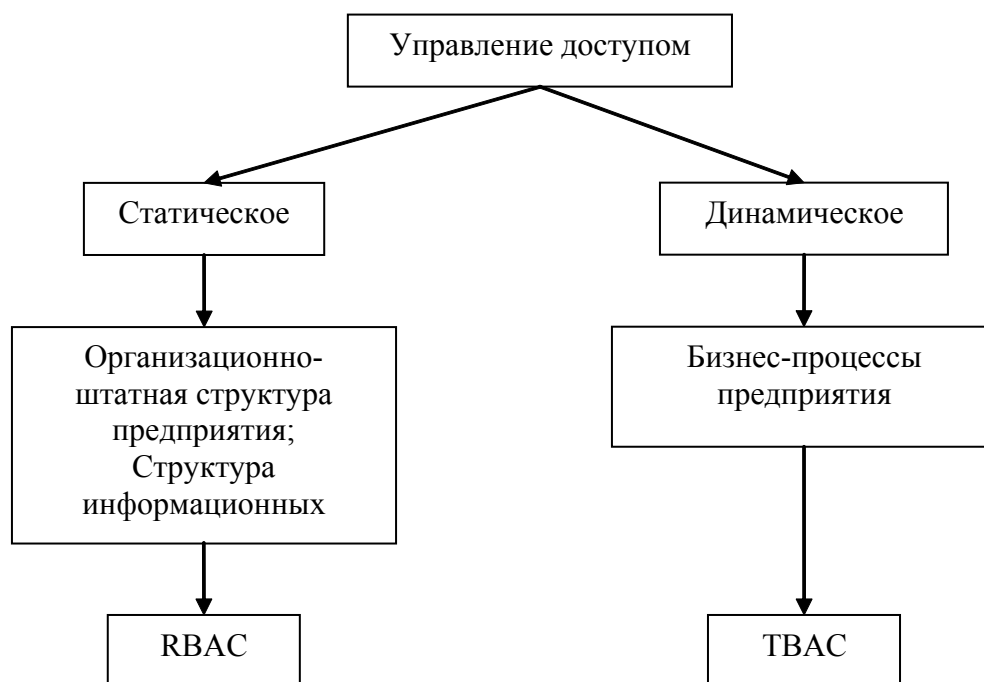 Управление доступом
Статическое
Динамическое
Организационно-
штатная структура
предприятия;
Структура
информационных
Бизнес-процессы
предприятия
RBAC
TBAC